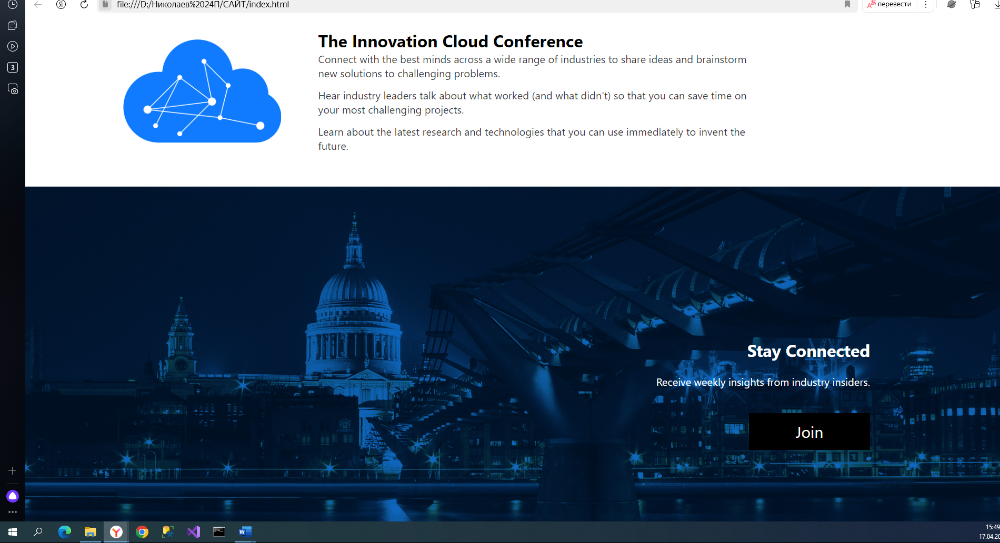 file:///D:/Николаев%2024П/САЙТ/index.html
перевести
3
The Innovation Cloud Conference
Connect with the best minds across a wide range of industries to share ideas and brainstorm
new solutions to challenging problems.
Hear industry leaders talk about what worked (and what didn't) so that you can save time on
your most challenging projects.
Learn about the latest research and technologies that you can use immedlately to invent the
future.
Stay Connected
Receive weekly insights from industry insiders.
Join
15:49
17.04.20